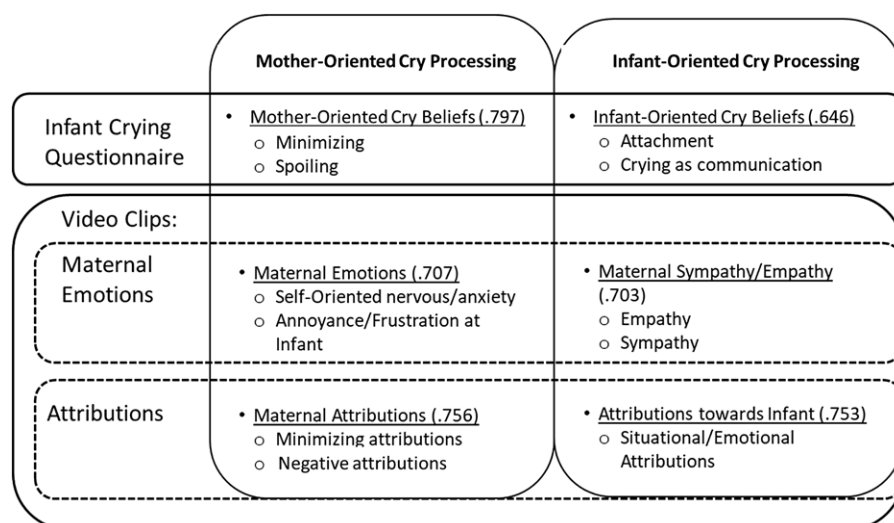 Mother-Oriented Cry Processing
Infant-Oriented Cry Processing
Infant Crying
Questionnaire
• Mother-Oriented Cry Beliefs (.797)
o Minimizing
o Spoiling
• Infant-Oriented Cry Beliefs (.646)
o Attachment
o Crying as communication
Video Clips:
Maternal
Emotions
• Maternal Emotions (.707)
o Self-Oriented nervous/anxiety
o Annoyance/Frustration at
Infant
• Maternal Sympathy/Empathy
(.703)
o Empathy
o Sympathy
Attributions
• Maternal Attributions (.756)
o Minimizing attributions
o Negative attributions
• Attributions towards Infant (.753)
o Situational/Emotional
Attributions